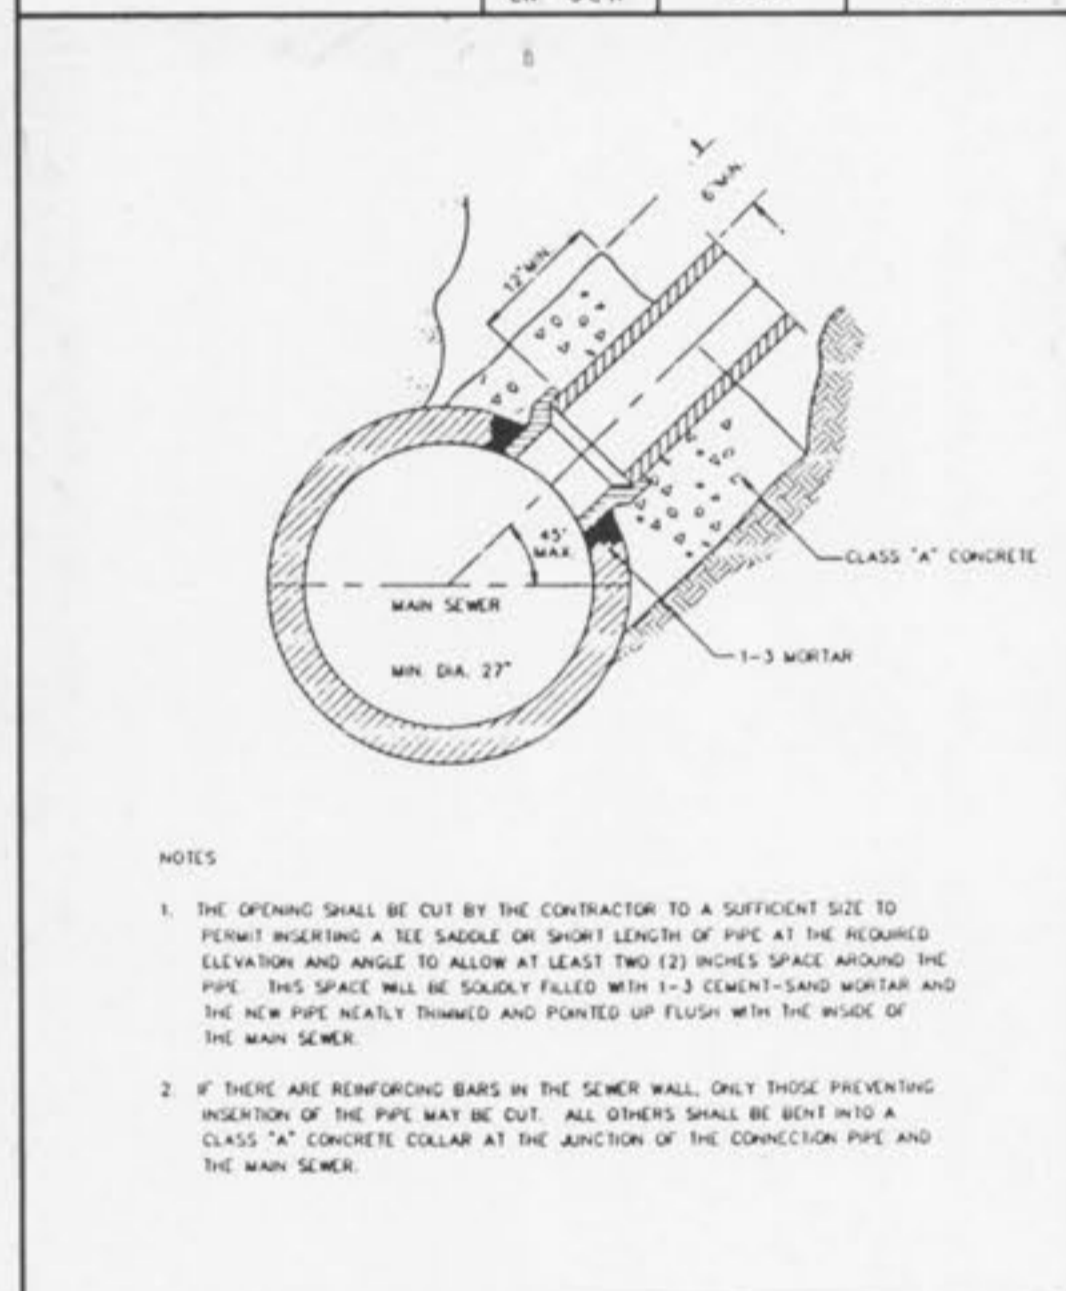 6" MIN.
12" MIN.
45°
MAX.
CLASS "A" CONCRETE
MAIN SEWER
1-3 MORTAR
MIN. DIA. 27"
NOTES
1. THE OPENING SHALL BE CUT BY THE CONTRACTOR TO A SUFFICIENT SIZE TO
PERMIT INSERTING A TEE SADDLE OR SHORT LENGTH OF PIPE AT THE REQUIRED
ELEVATION AND ANGLE TO ALLOW AT LEAST TWO (2) INCHES SPACE AROUND THE
PIPE. THIS SPACE WILL BE SOLIDLY FILLED WITH 1-3 CEMENT-SAND MORTAR AND
THE NEW PIPE NEATLY TRIMMED AND POINTED UP FLUSH WITH THE INSIDE OF
THE MAIN SEWER.
2. IF THERE ARE REINFORCING BARS IN THE SEWER WALL, ONLY THOSE PREVENTING
INSERTION OF THE PIPE MAY BE CUT. ALL OTHERS SHALL BE BENT INTO A
CLASS "A" CONCRETE COLLAR AT THE JUNCTION OF THE CONNECTION PIPE AND
THE MAIN SEWER.